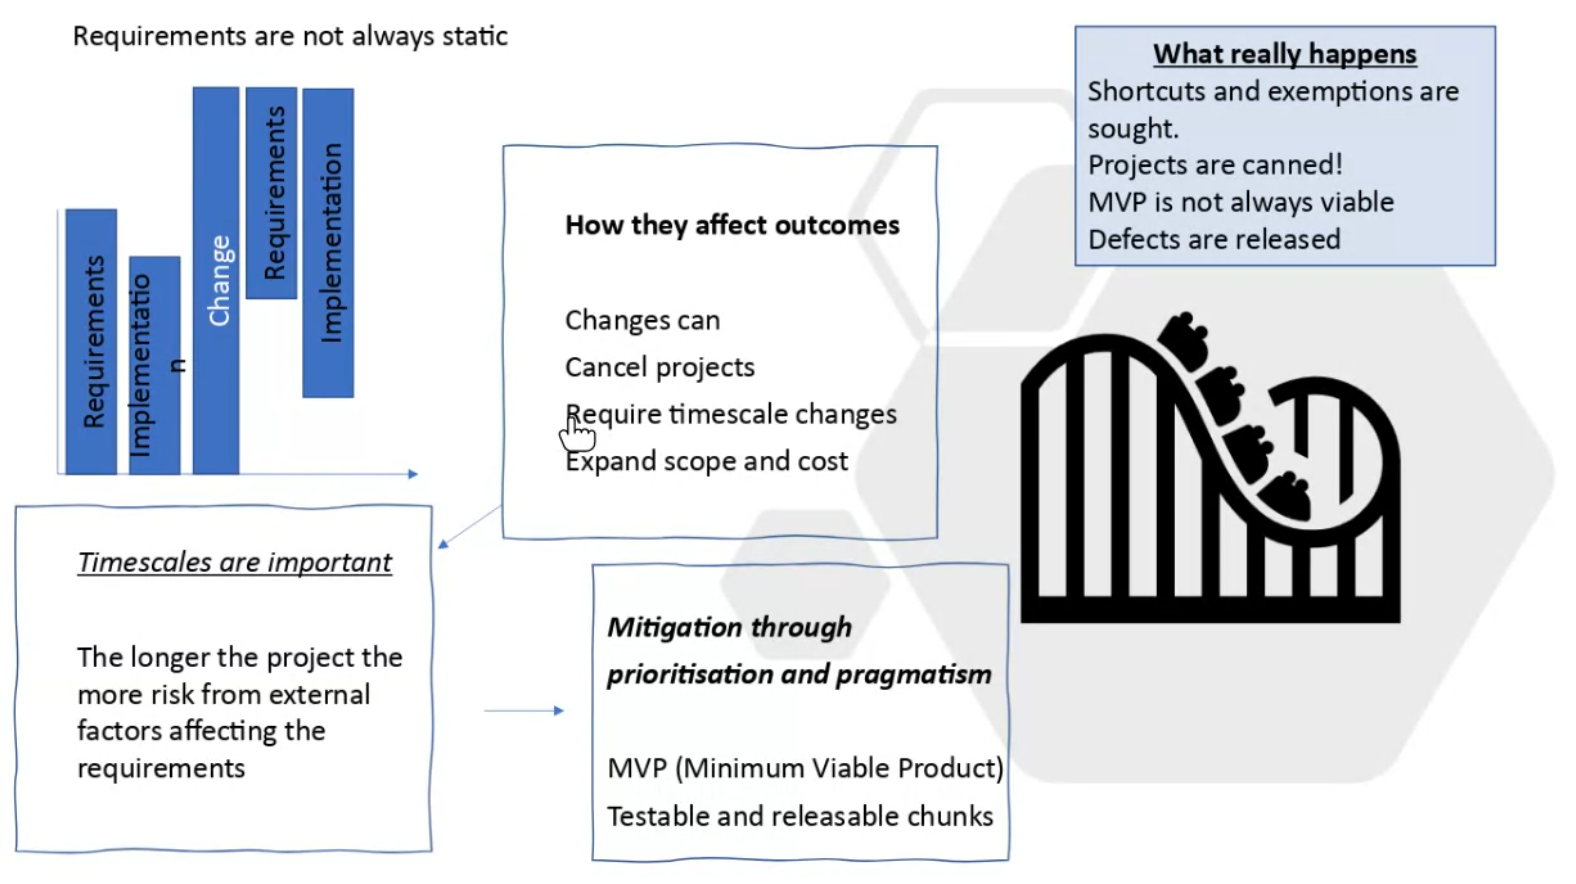 Requirements are not always static
Requirements
Implementatio
n
Change
Requirements
Implementation
How they affect outcomes
Changes can
Cancel projects
Require timescale changes
Expand scope and cost
What really happens
Shortcuts and exemptions are
sought.
Projects are canned!
MVP is not always viable
Defects are released
Timescales are important
The longer the project the
more risk from external
factors affecting the
requirements
Mitigation through
prioritisation and pragmatism
MVP (Minimum Viable Product)
Testable and releasable chunks